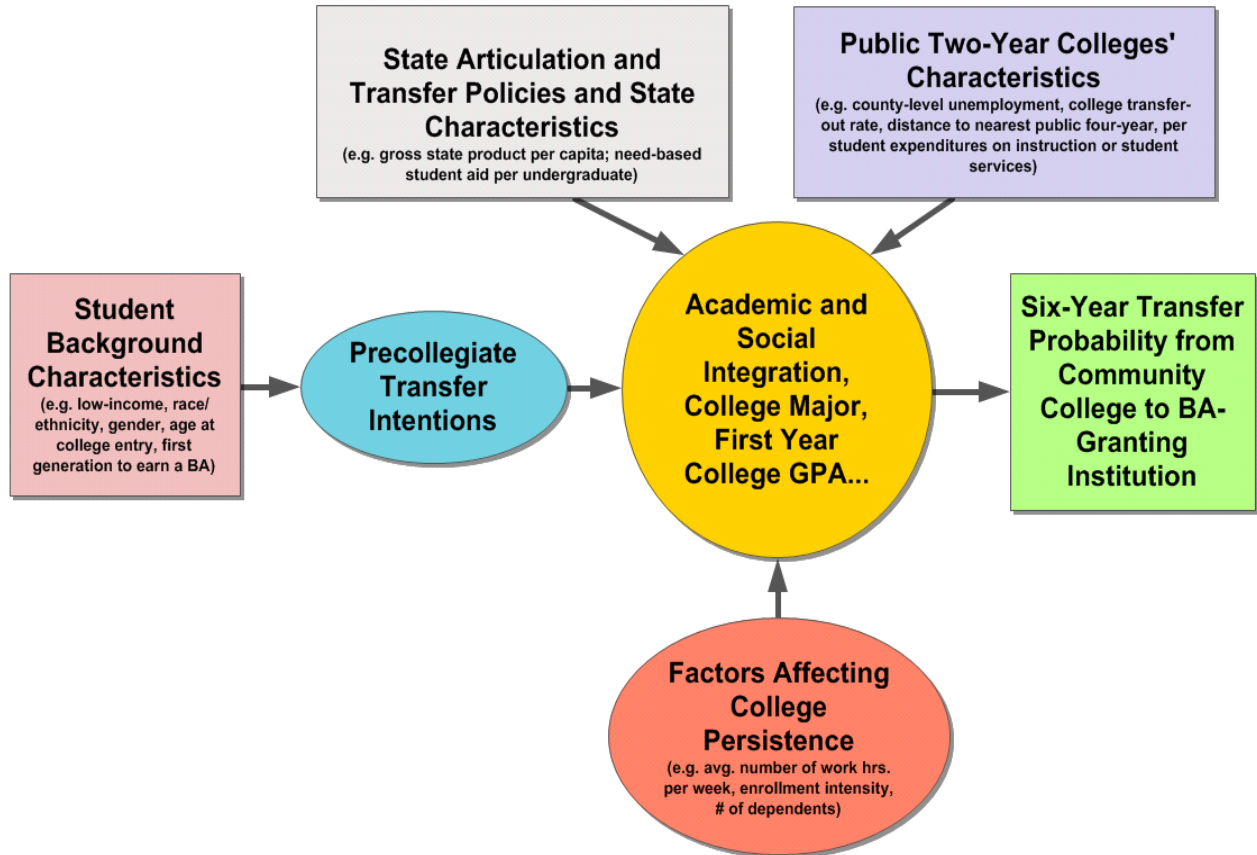 State Articulation and
Transfer Policies and State
Characteristics
(e.g. gross state product per capita; need-based
student aid per undergraduate)
Public Two-Year Colleges'
Characteristics
(e.g. county-level unemployment, college transfer-
out rate, distance to nearest public four-year, per
student expenditures on instruction or student
services)
Student
Background
Characteristics
(e.g. low-income, race/
ethnicity, gender, age at
college entry, first
generation to earn a BA)
Precollegiate
Transfer
Intentions
Academic and
Social
Integration,
College Major,
First Year
College GPA...
Six-Year Transfer
Probability from
Community
College to BA-
Granting
Institution
Factors Affecting
College
Persistence
(e.g. avg. number of work hrs.
per week, enrollment intensity,
# of dependents)